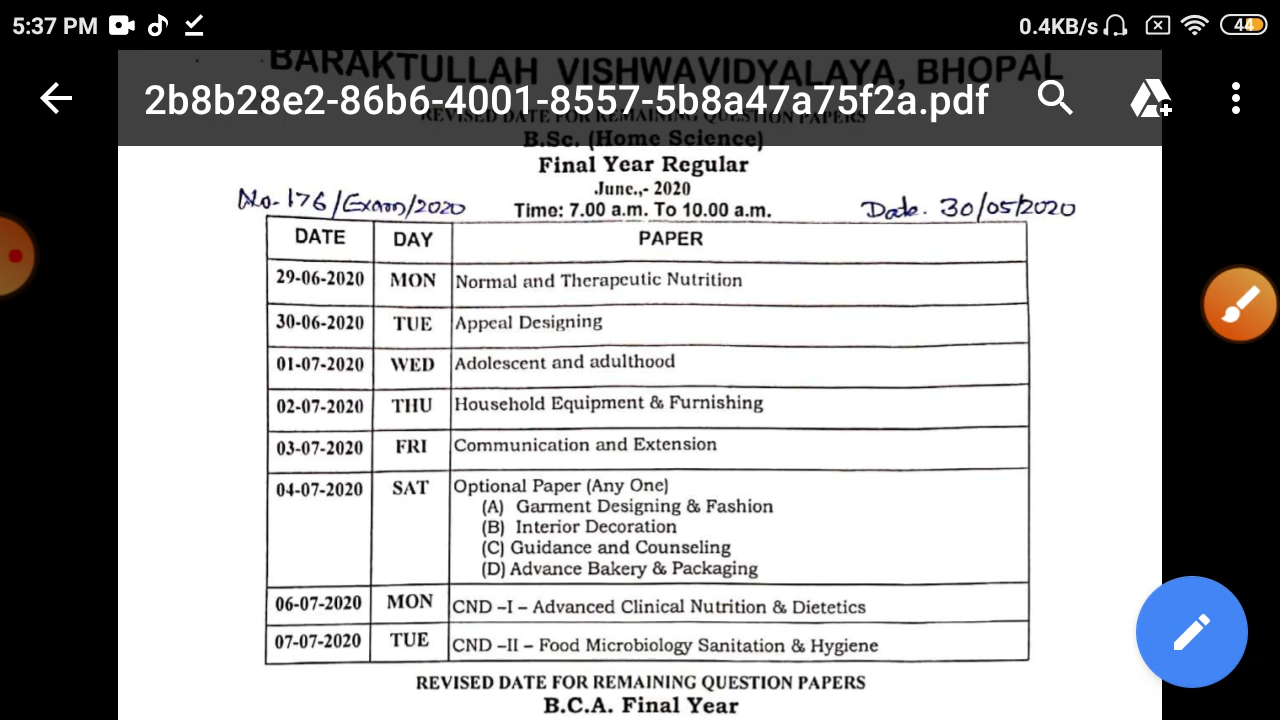 5:37 PM
0.4KB/s
44
BARAKTULLAH VISHWAVIDYALAYA, BHOPAL
2b8b28e2-86b6-4001-8557-5b8a47a75f2a.pdf
REVISED DATE FOR REMAINING QUESTION PAPERS
B.Sc. (Home Science)
Final Year Regular
June.,- 2020
No.176/Exam/2020
Time: 7.00 a.m. To 10.00 a.m.
Date. 30/05/2020
DATE DAY PAPER
29-06-2020 MON Normal and Therapeutic Nutrition
30-06-2020 TUE Appeal Designing
01-07-2020 WED Adolescent and adulthood
02-07-2020 THU Household Equipment & Furnishing
03-07-2020 FRI Communication and Extension
04-07-2020 SAT Optional Paper (Any One)
(A) Garment Designing & Fashion
(B) Interior Decoration
(C) Guidance and Counseling
(D) Advance Bakery & Packaging
06-07-2020 MON CND –I – Advanced Clinical Nutrition & Dietetics
07-07-2020 TUE CND –II – Food Microbiology Sanitation & Hygiene
REVISED DATE FOR REMAINING QUESTION PAPERS
B.C.A. Final Year